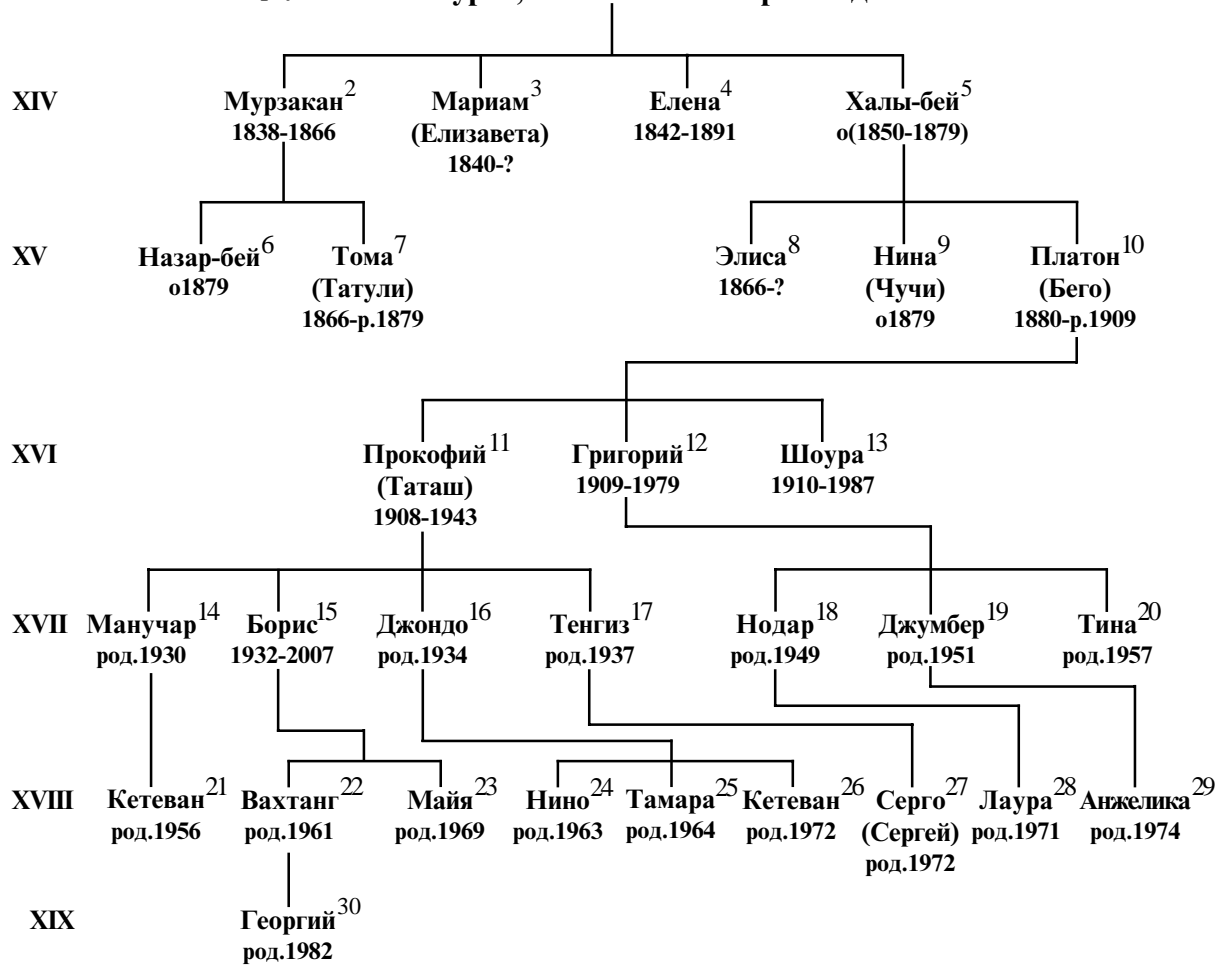 XIV Мурзакан2 Мариам3 Елена4 Халы-бей5
1838-1866 (Елизавета) 1842-1891 о(1850-1879)
1840-?
XV Назар-бей6 Тома7 Элиса8 Нина9 Платон10
о1879 (Татули) 1866-? (Чучи) (Бего)
1866-р.1879 о1879 1880-р.1909
XVI Прокофий11 Григорий12 Шоура13
(Таташ) 1909-1979 1910-1987
1908-1943
XVII Манучар14 Борис15 Джондо16 Тенгиз17 Нодар18 Джумбер19 Тина20
род.1930 1932-2007 род.1934 род.1937 род.1949 род.1951 род.1957
XVIII Кетеван21 Вахтанг22 Майя23 Нино24 Тамара25 Кетеван26 Серго27 Лаура28 Анжелика29
род.1956 род.1961 род.1969 род.1963 род.1964 род.1972 (Сергей) род.1971 род.1974
род.1972
XIX Георгий30
род.1982